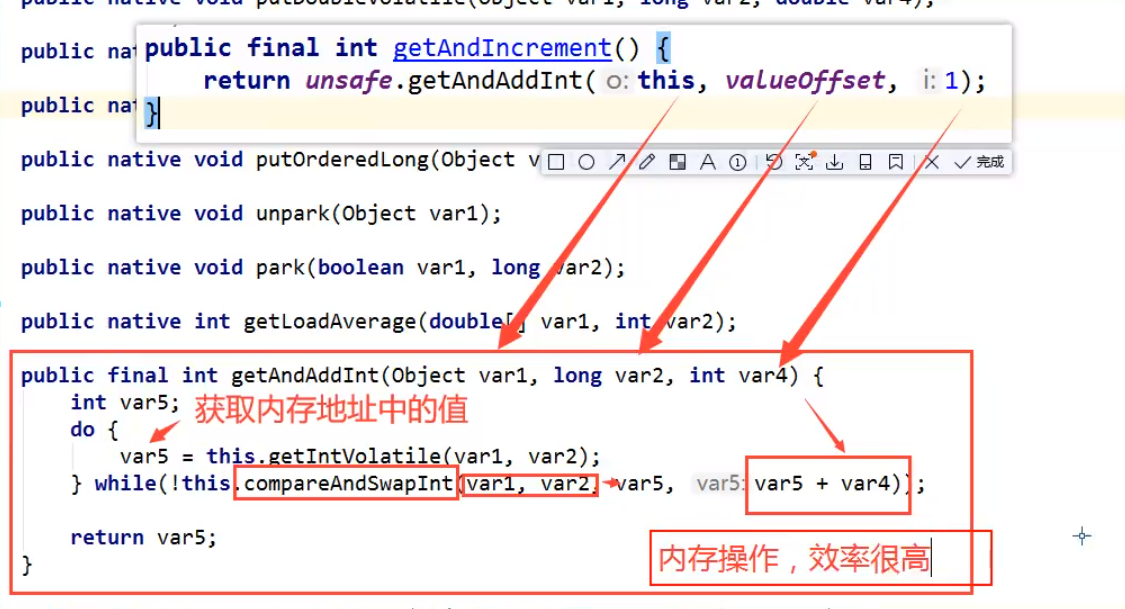 public native void putDoubleVolatile(Object var1, long var2, double var4);
public nat
public final int getAndIncrement() {
return unsafe.getAndAddInt( o: this, valueOffset, i: 1);
}
public nat
public native void putOrderedLong(Object v
A 1 文 完成
public native void unpark(Object var1);
public native void park(boolean var1, long var2);
public native int getLoadAverage(double[] var1, int var2);
public final int getAndAddInt(Object var1, long var2, int var4) {
int var5;
获取内存地址中的值
do {
var5 = this.getIntVolatile(var1, var2);
} while(!this.compareAndSwapInt(var1, var2, var5, var5: var5 + var4));
return var5;
内存操作，效率很高
}